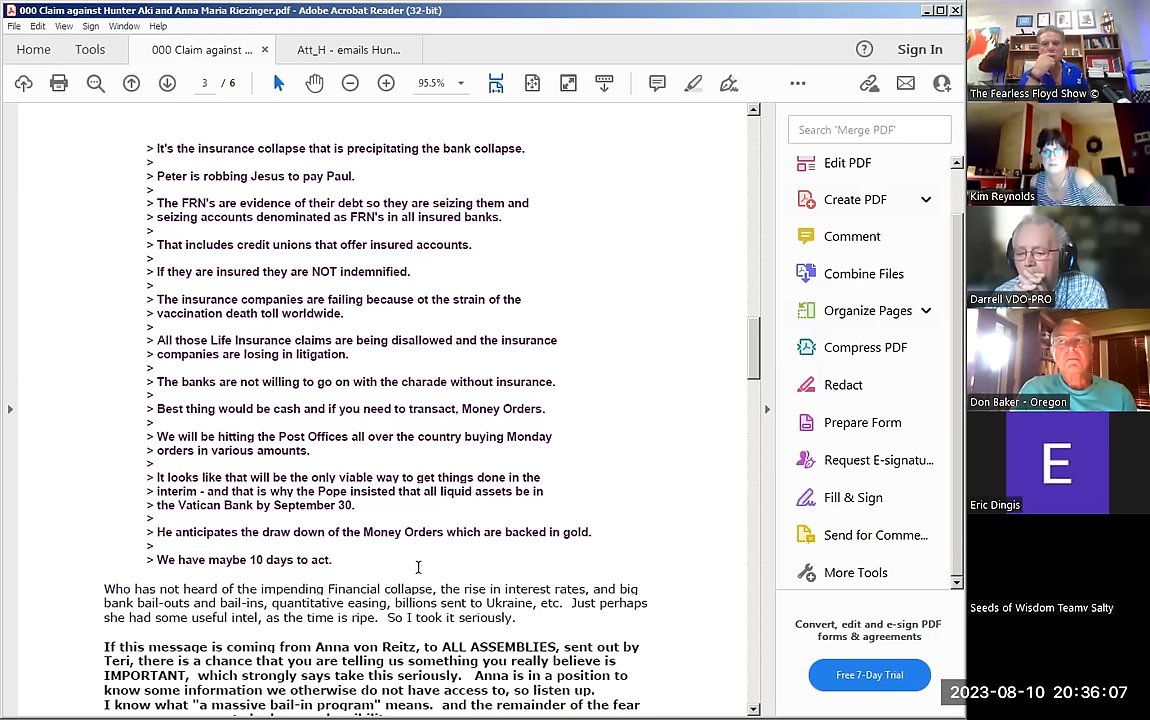 000 Claim against Hunter Aki and Anna Maria Riezinger.pdf - Adobe Acrobat Reader (32-bit)
File Edit View Sign Window Help
Home Tools 000 Claim against ... × Att_H - emails Hun... Sign In
3 / 6 95.5%
> It's the insurance collapse that is precipitating the bank collapse.
>
> Peter is robbing Jesus to pay Paul.
>
> The FRN's are evidence of their debt so they are seizing them and
> seizing accounts denominated as FRN's in all insured banks.
>
> That includes credit unions that offer insured accounts.
>
> If they are insured they are NOT indemnified.
>
> The insurance companies are failing because ot the strain of the
> vaccination death toll worldwide.
>
> All those Life Insurance claims are being disallowed and the insurance
> companies are losing in litigation.
>
> The banks are not willing to go on with the charade without insurance.
>
> Best thing would be cash and if you need to transact, Money Orders.
>
> We will be hitting the Post Offices all over the country buying Monday
> orders in various amounts.
>
> It looks like that will be the only viable way to get things done in the
> interim - and that is why the Pope insisted that all liquid assets be in
> the Vatican Bank by September 30.
>
> He anticipates the draw down of the Money Orders which are backed in gold.
>
> We have maybe 10 days to act.
Who has not heard of the impending Financial collapse, the rise in interest rates, and big
bank bail-outs and bail-ins, quantitative easing, billions sent to Ukraine, etc. Just perhaps
she had some useful intel, as the time is ripe. So I took it seriously.
If this message is coming from Anna von Reitz, to ALL ASSEMBLIES, sent out by
Teri, there is a chance that you are telling us something you really believe is
IMPORTANT, which strongly says take this seriously. Anna is in a position to
know some information we otherwise do not have access to, so listen up.
I know what "a massive bail-in program" means. and the remainder of the fear
Search 'Merge PDF'
Edit PDF
Create PDF
Comment
Combine Files
Organize Pages
Compress PDF
Redact
Prepare Form
Request E-signatu...
Fill & Sign
Send for Comme...
More Tools
Convert, edit and e-sign PDF
forms & agreements
Free 7-Day Trial
The Fearless Floyd Show ©
Kim Reynolds
Darrell VDO-PRO
Don Baker - Oregon
E
Eric Dingis
Seeds of Wisdom Teamv Salty
2023-08-10 20:36:07